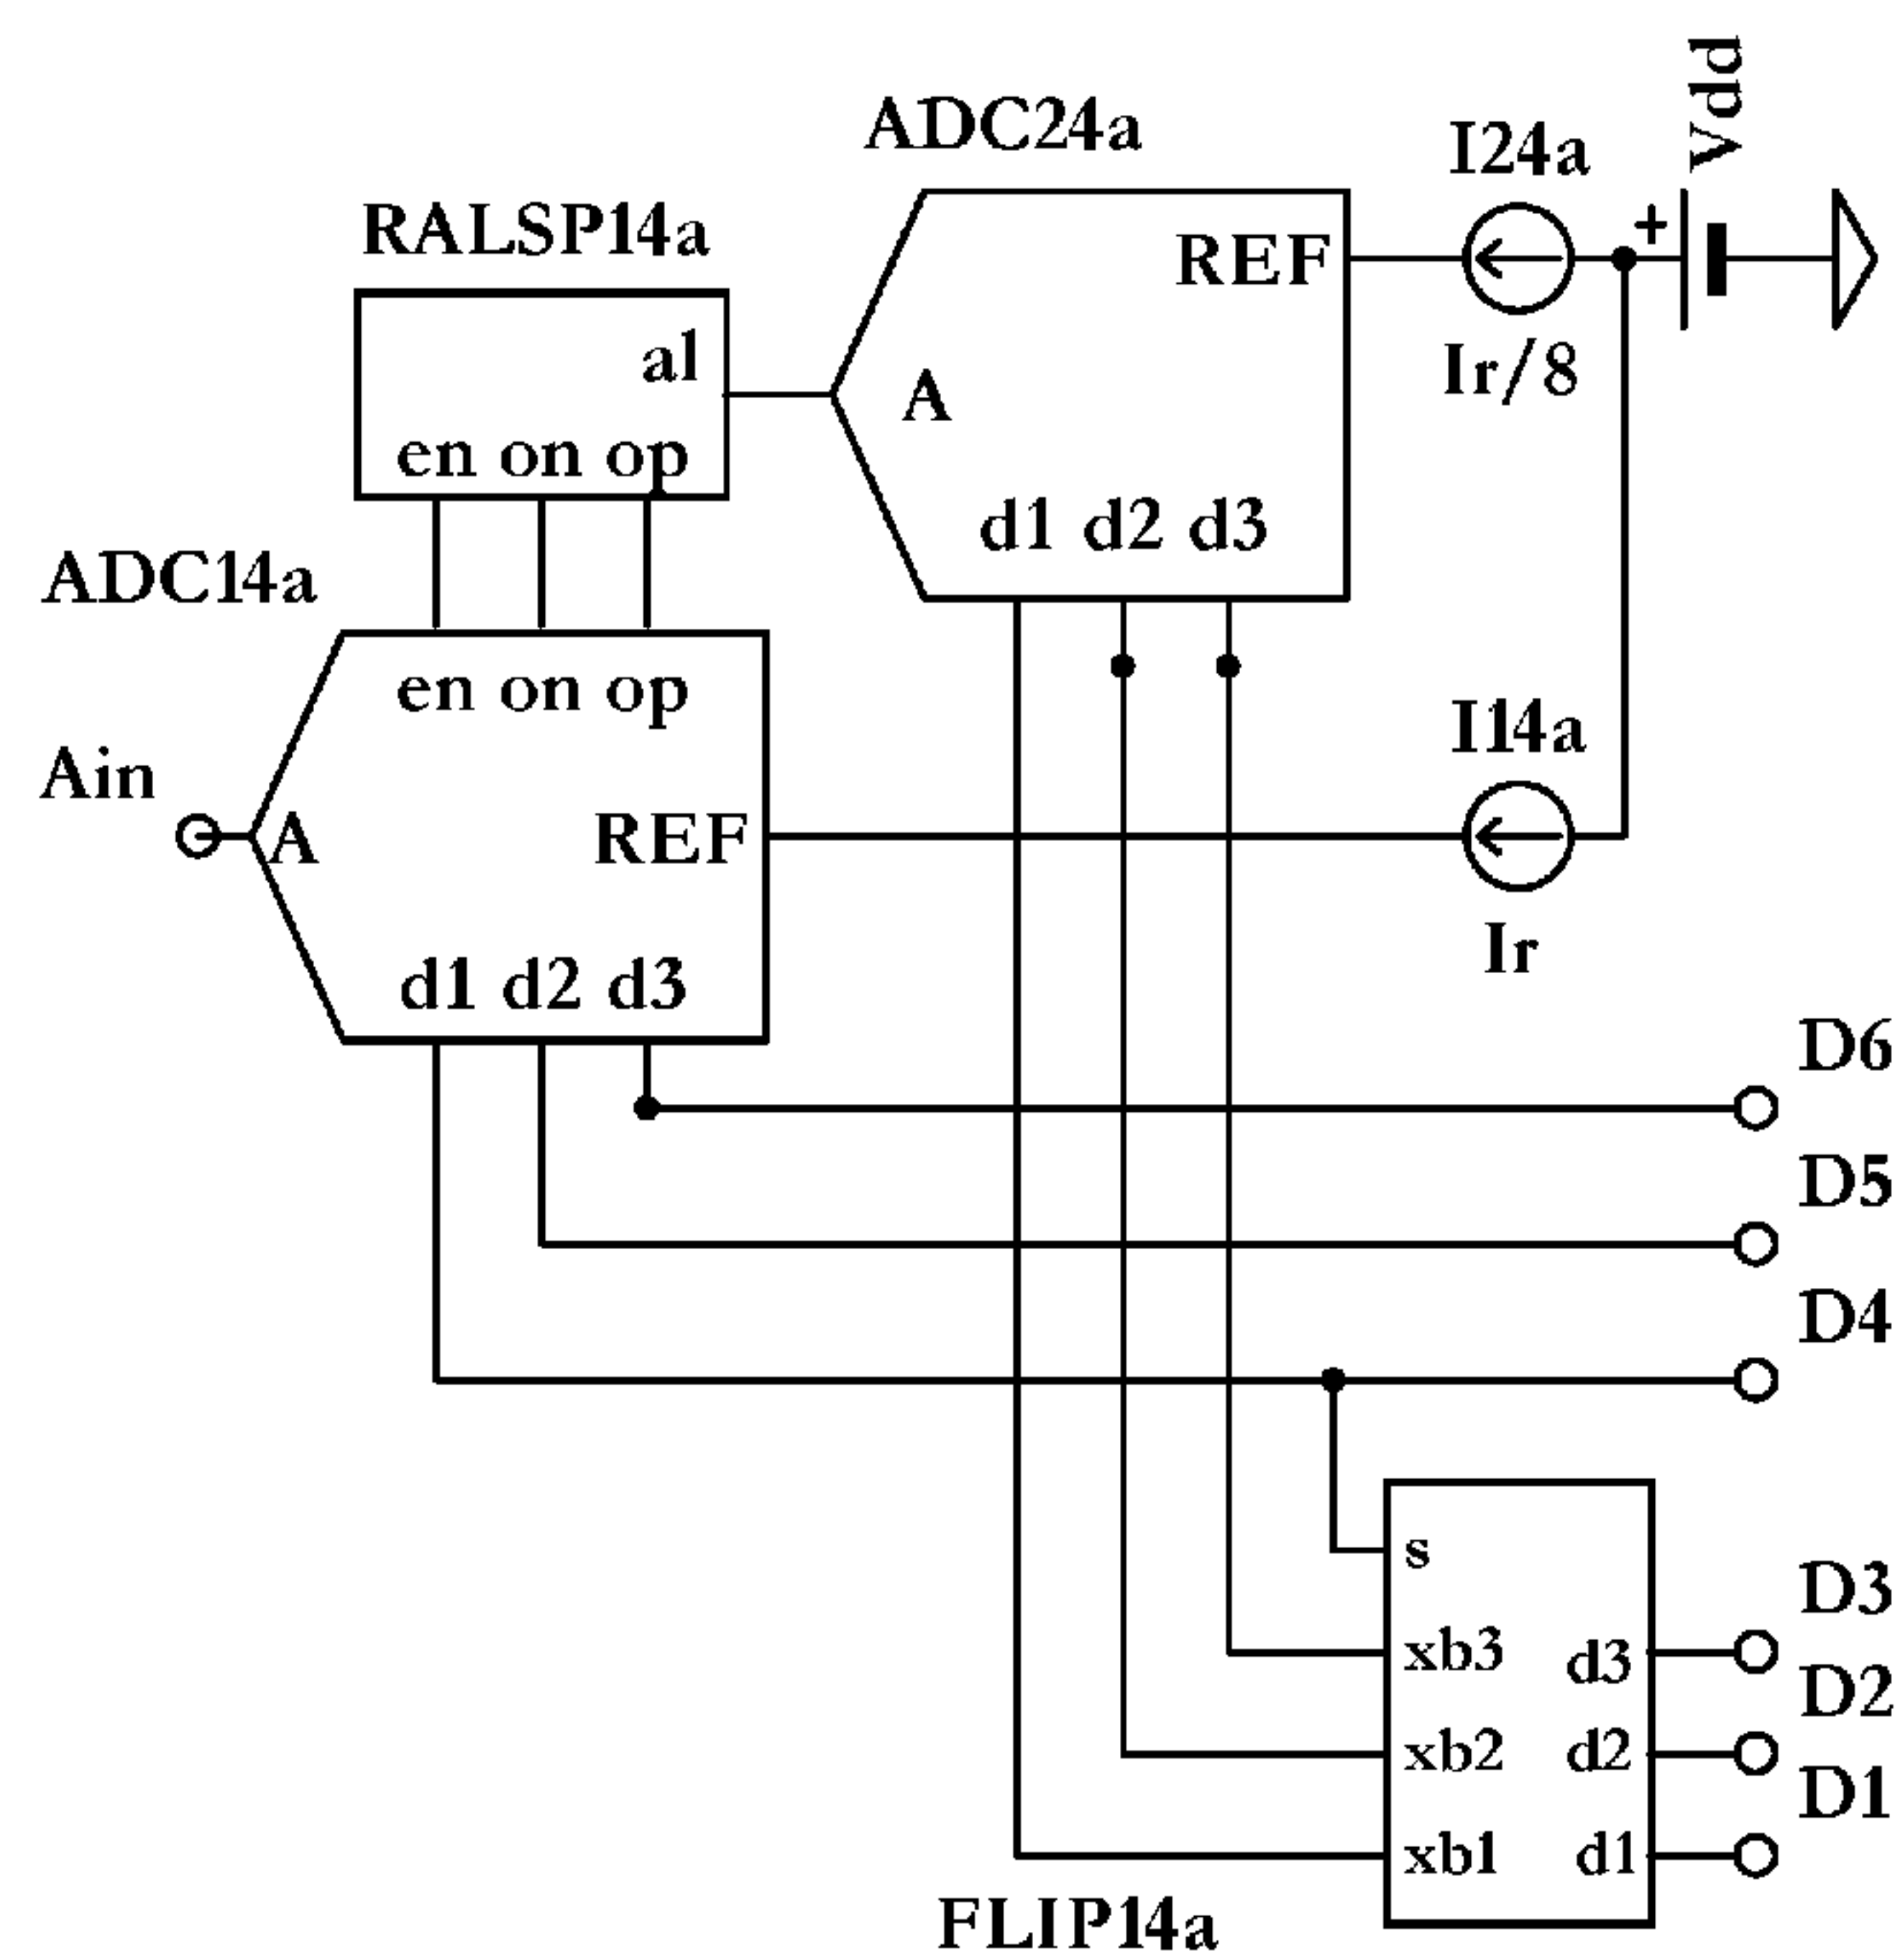 Vdd
ADC24a
I24a
+
RALSP14a
REF
al
Ir/8
A
en on op
d1 d2 d3
ADC14a
en on op
I14a
Ain
A
REF
Ir
d1 d2 d3
D6
D5
D4
s
D3
xb3
d3
D2
xb2
d2
D1
xb1
d1
FLIP14a